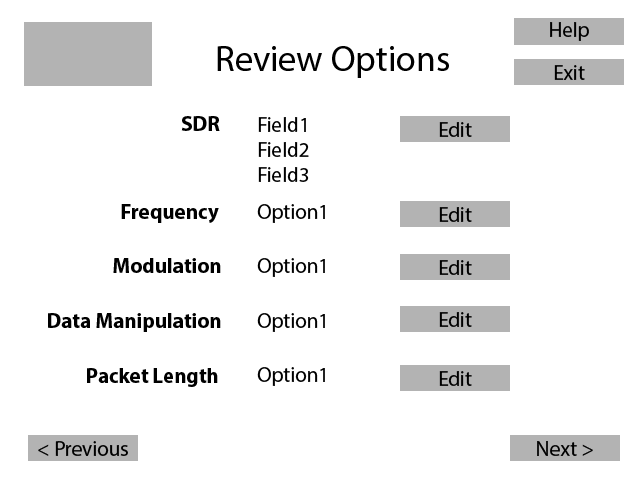 Help
Review Options
Exit
SDR Field1 Edit
Field2
Field3
Frequency Option1 Edit
Modulation Option1 Edit
Data Manipulation Option1 Edit
Packet Length Option1 Edit
< Previous Next >